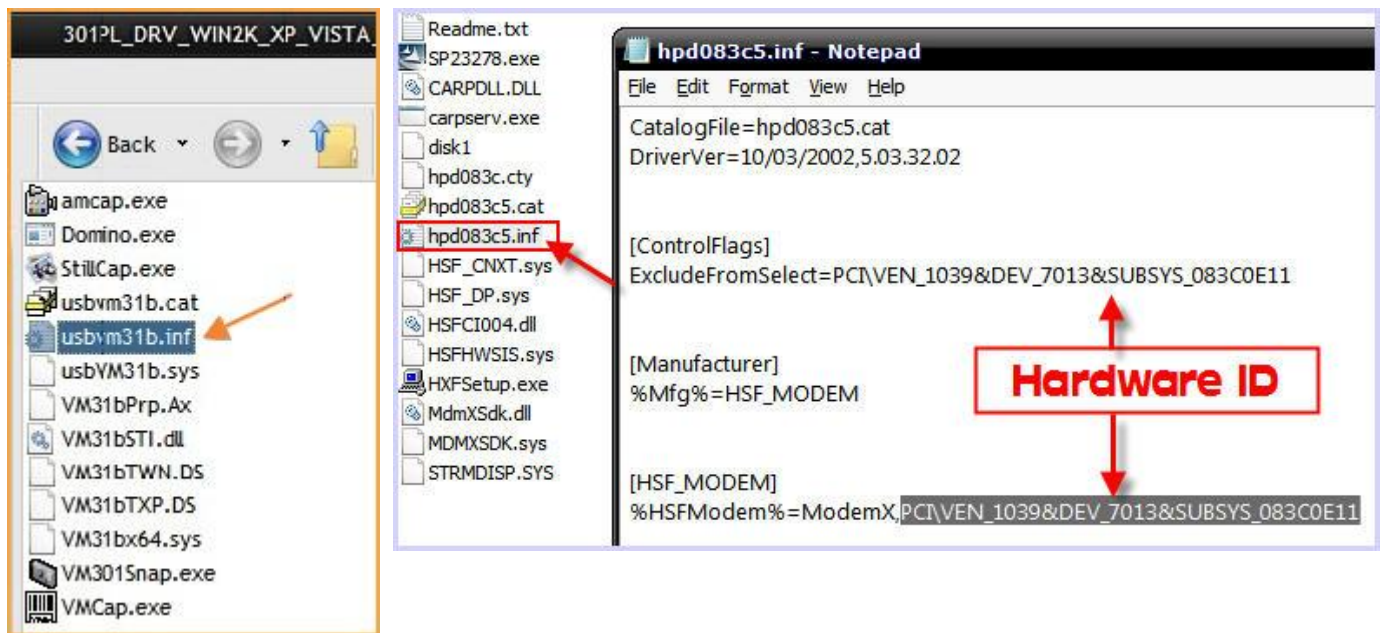 301PL_DRV_WIN2K_XP_VISTA_
Back
amcap.exe
Domino.exe
StillCap.exe
usbvm31b.cat
usbvm31b.inf
usbVM31b.sys
VM31bPrp.Ax
VM31bSTI.dll
VM31bTWN.DS
VM31bTXP.DS
VM31bx64.sys
VM301Snap.exe
VMCap.exe
Readme.txt
SP23278.exe
CARPDLL.DLL
carpserv.exe
disk1
hpd083c.cty
hpd083c5.cat
hpd083c5.inf
HSF_CNXT.sys
HSF_DP.sys
HSFCI004.dll
HSFHWSIS.sys
HXFSetup.exe
MdmXSdk.dll
MDMXSDK.sys
STRMDISP.SYS
hpd083c5.inf - Notepad
File Edit Format View Help
CatalogFile=hpd083c5.cat
DriverVer=10/03/2002,5.03.32.02
[ControlFlags]
ExcludeFromSelect=PCI\VEN_1039&DEV_7013&SUBSYS_083C0E11
[Manufacturer]
%Mfg%=HSF_MODEM
Hardware ID
[HSF_MODEM]
%HSFModem%=ModemX,PCI\VEN_1039&DEV_7013&SUBSYS_083C0E11